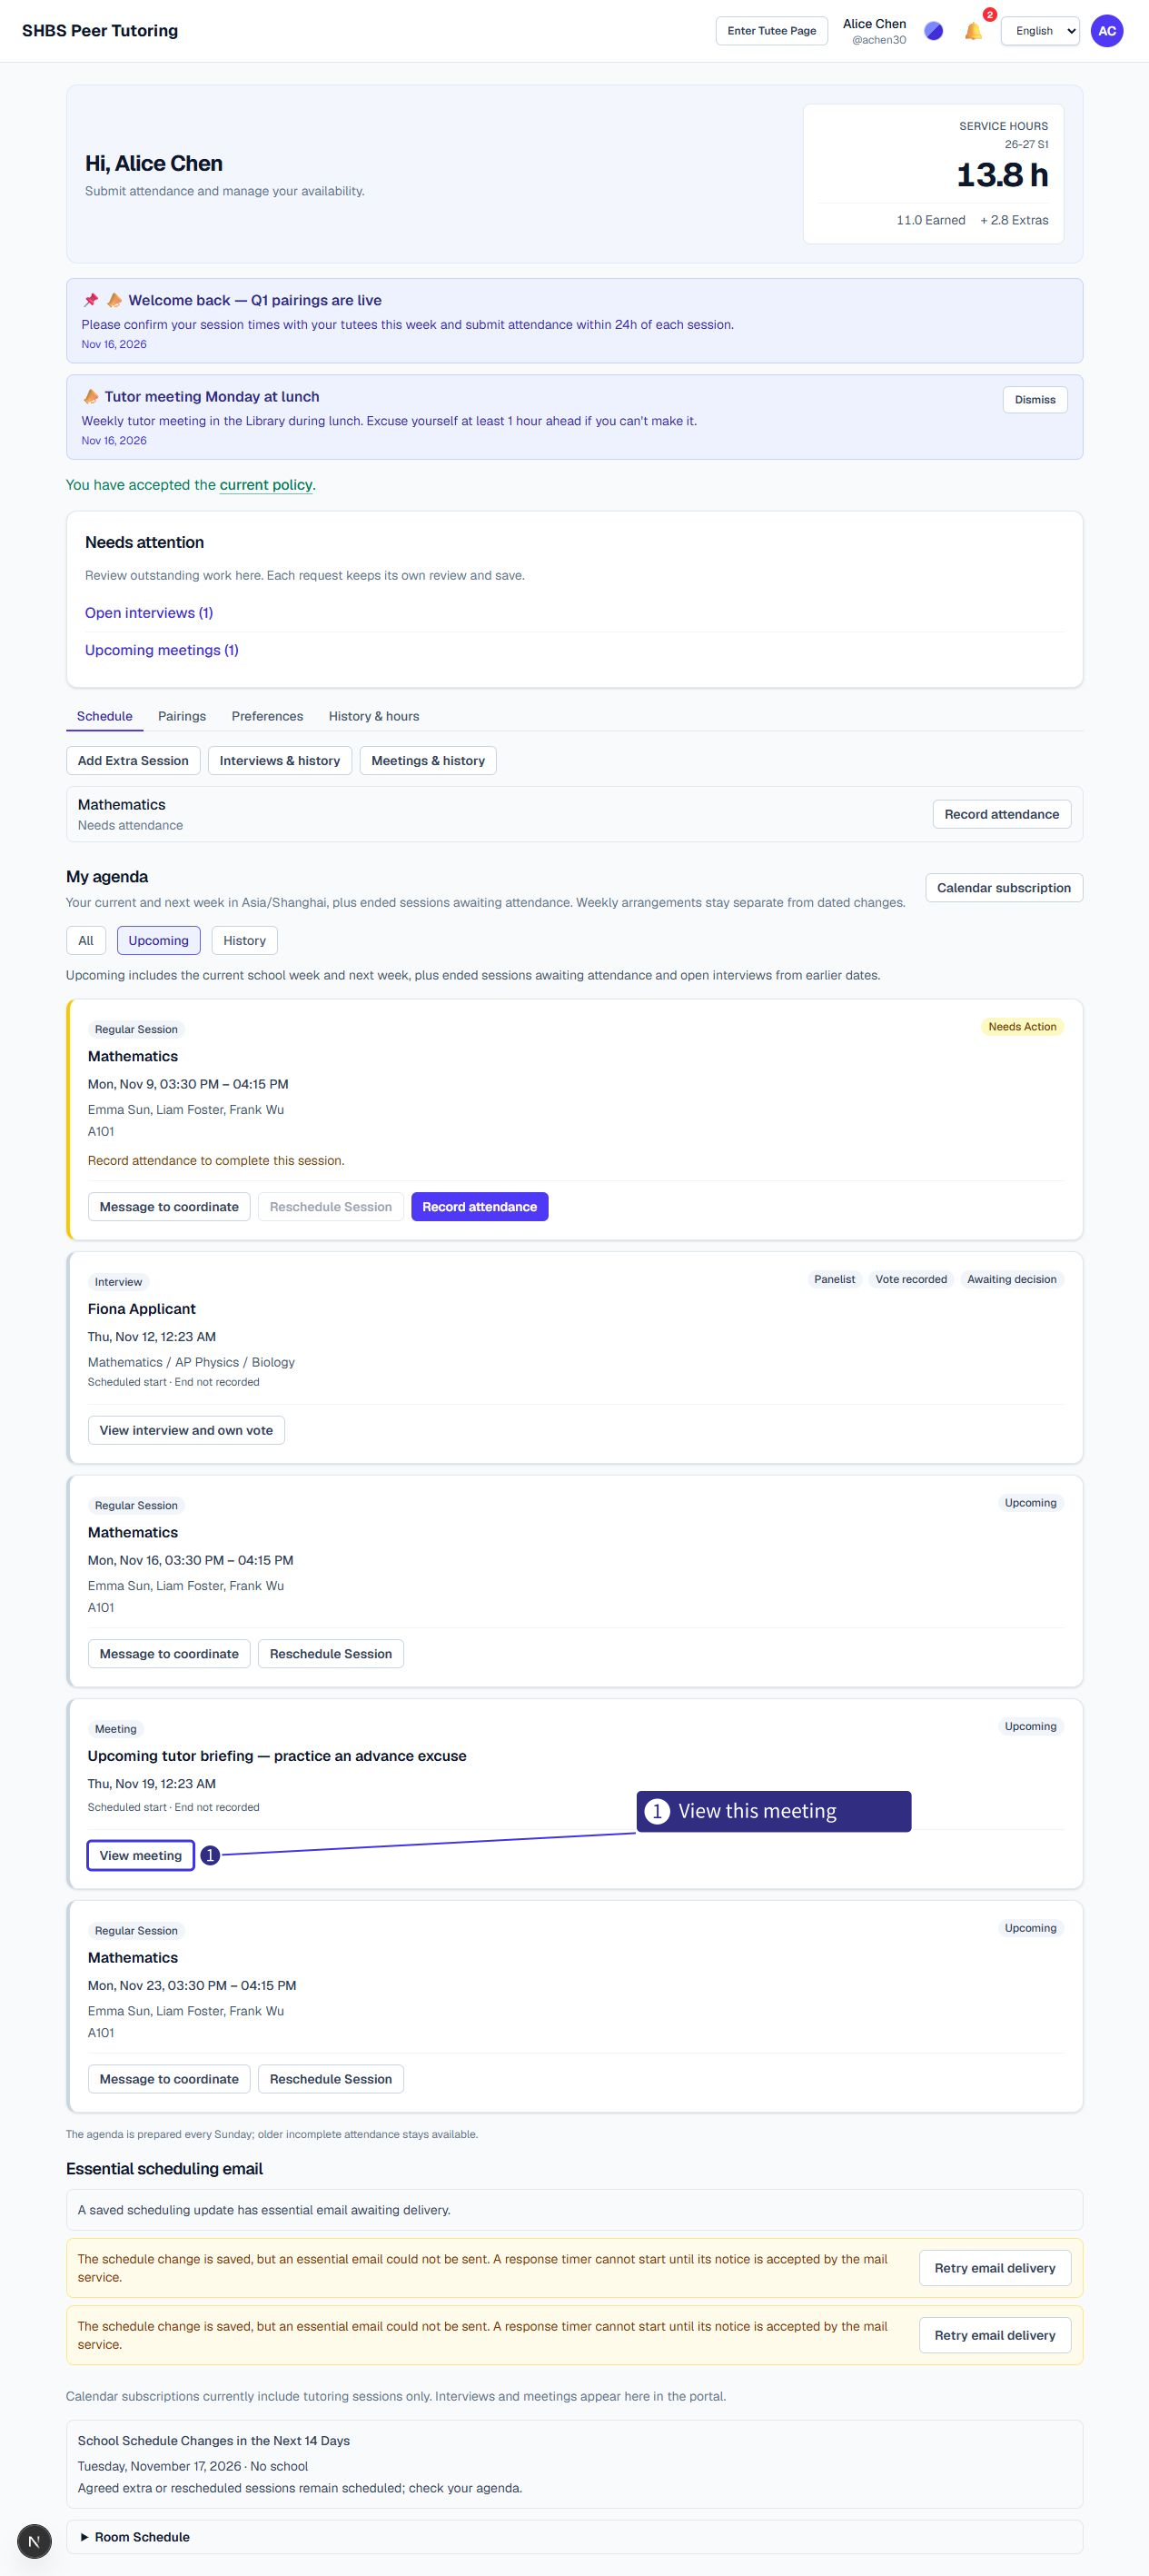 SHBS Peer Tutoring
Enter Tutee Page
Alice Chen
@achen30
2
English
AC
Hi, Alice Chen
Submit attendance and manage your availability.
SERVICE HOURS
26-27 S1
13.8 h
11.0 Earned + 2.8 Extras
Welcome back — Q1 pairings are live
Please confirm your session times with your tutees this week and submit attendance within 24h of each session.
Nov 16, 2026
Tutor meeting Monday at lunch
Dismiss
Weekly tutor meeting in the Library during lunch. Excuse yourself at least 1 hour ahead if you can't make it.
Nov 16, 2026
You have accepted the current policy.
Needs attention
Review outstanding work here. Each request keeps its own review and save.
Open interviews (1)
Upcoming meetings (1)
Schedule Pairings Preferences History & hours
Add Extra Session Interviews & history Meetings & history
Mathematics
Needs attendance
Record attendance
My agenda
Your current and next week in Asia/Shanghai, plus ended sessions awaiting attendance. Weekly arrangements stay separate from dated changes.
Calendar subscription
All Upcoming History
Upcoming includes the current school week and next week, plus ended sessions awaiting attendance and open interviews from earlier dates.
Regular Session
Needs Action
Mathematics
Mon, Nov 9, 03:30 PM – 04:15 PM
Emma Sun, Liam Foster, Frank Wu
A101
Record attendance to complete this session.
Message to coordinate Reschedule Session Record attendance
Interview
Panelist Vote recorded Awaiting decision
Fiona Applicant
Thu, Nov 12, 12:23 AM
Mathematics / AP Physics / Biology
Scheduled start · End not recorded
View interview and own vote
Regular Session
Upcoming
Mathematics
Mon, Nov 16, 03:30 PM – 04:15 PM
Emma Sun, Liam Foster, Frank Wu
A101
Message to coordinate Reschedule Session
Meeting
Upcoming
Upcoming tutor briefing — practice an advance excuse
Thu, Nov 19, 12:23 AM
Scheduled start · End not recorded
1 View this meeting
View meeting 1
Regular Session
Upcoming
Mathematics
Mon, Nov 23, 03:30 PM – 04:15 PM
Emma Sun, Liam Foster, Frank Wu
A101
Message to coordinate Reschedule Session
The agenda is prepared every Sunday; older incomplete attendance stays available.
Essential scheduling email
A saved scheduling update has essential email awaiting delivery.
The schedule change is saved, but an essential email could not be sent. A response timer cannot start until its notice is accepted by the mail
service.
Retry email delivery
The schedule change is saved, but an essential email could not be sent. A response timer cannot start until its notice is accepted by the mail
service.
Retry email delivery
Calendar subscriptions currently include tutoring sessions only. Interviews and meetings appear here in the portal.
School Schedule Changes in the Next 14 Days
Tuesday, November 17, 2026 · No school
Agreed extra or rescheduled sessions remain scheduled; check your agenda.
N
Room Schedule